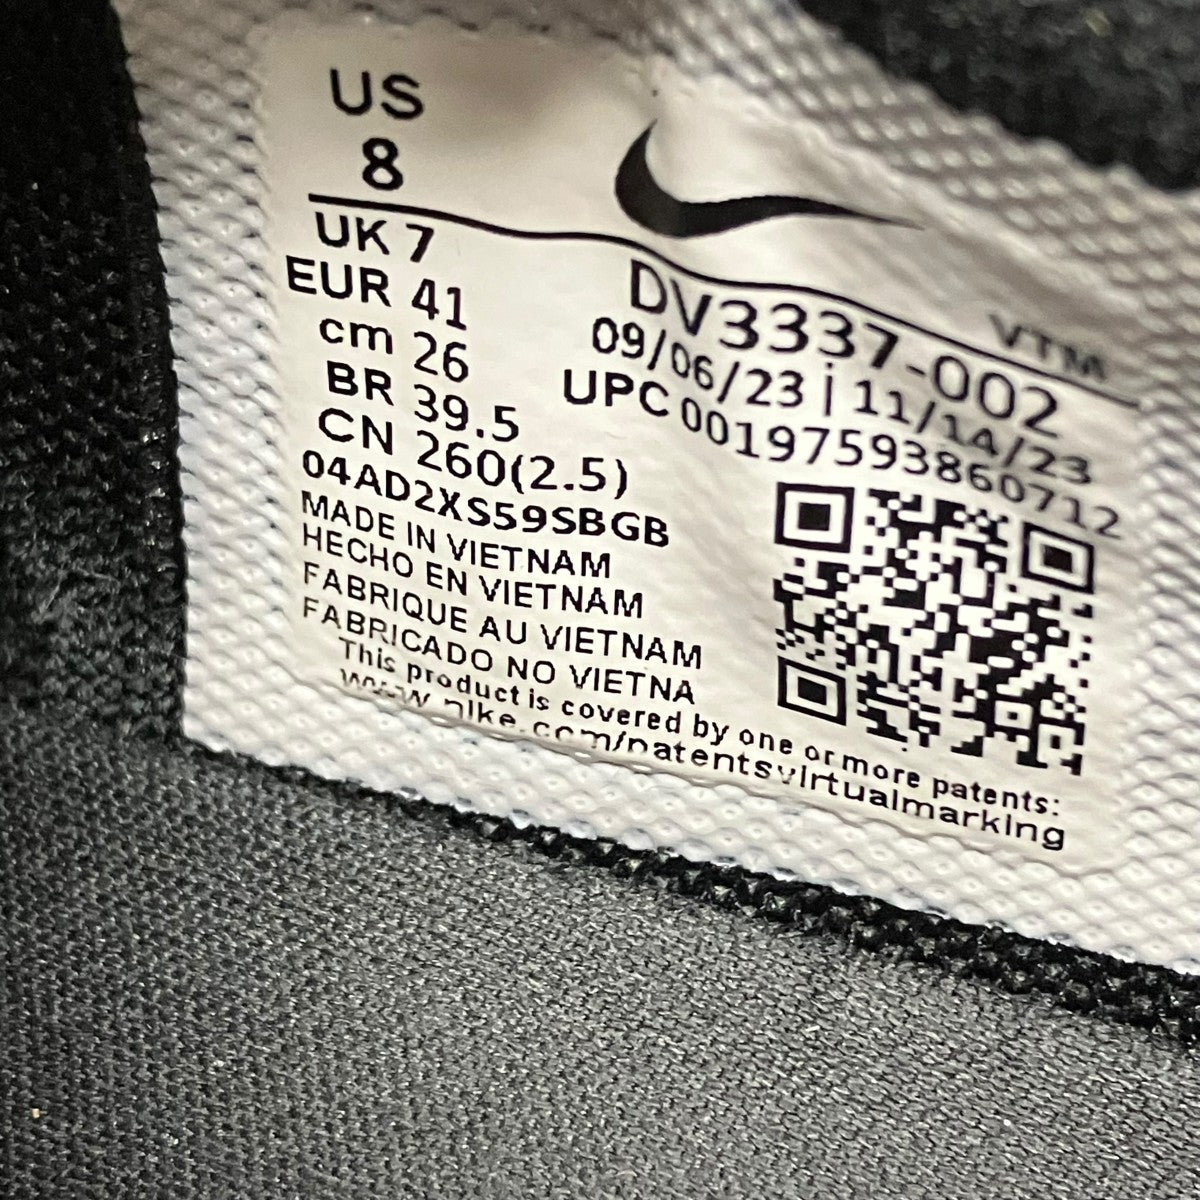 US
8
UK 7
EUR 41
cm 26
BR 39.5
CN 260(2.5)
04AD2XS59SBGB
MADE IN VIETNAM
HECHO EN VIETNAM
FABRIQUE AU VIETNAM
FABRICADO NO VIETNA
VTM
DV3337-002
09/06/23 | 11/14/23
UPC 00197593860712
This product is covered by one or more patents:
www.nike.com/patentsvirtualmarking